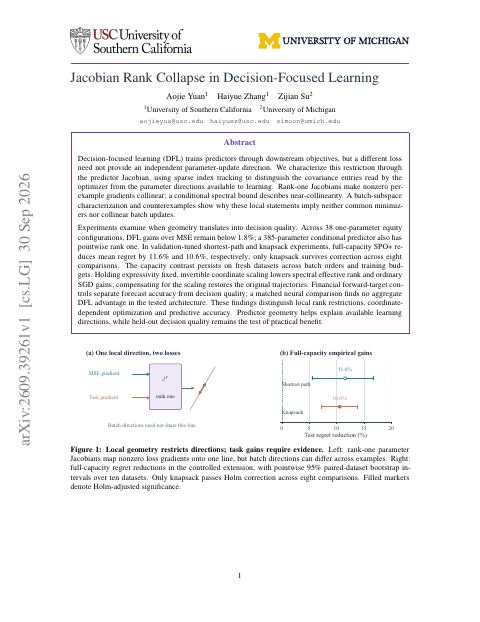 USC University of
Southern California
M UNIVERSITY OF MICHIGAN
Jacobian Rank Collapse in Decision-Focused Learning
Aojie Yuan¹ Haiyue Zhang¹ Zijian Su²
¹University of Southern California ²University of Michigan
aojieyua@usc.edu haiyuez@usc.edu simoon@umich.edu
Abstract
Decision-focused learning (DFL) trains predictors through downstream objectives, but a different loss
need not provide an independent parameter-update direction. We characterize this restriction through
the predictor Jacobian, using sparse index tracking to distinguish the covariance entries read by the
optimizer from the parameter directions available to learning. Rank-one Jacobians make nonzero per-
example gradients collinear; a conditional spectral bound describes near-collinearity. A batch-subspace
characterization and counterexamples show why these local statements imply neither common minimiz-
ers nor collinear batch updates.
Experiments examine when geometry translates into decision quality. Across 38 one-parameter equity
configurations, DFL gains over MSE remain below 1.8%; a 385-parameter conditional predictor also has
pointwise rank one. In validation-tuned shortest-path and knapsack experiments, full-capacity SPO+ re-
duces mean regret by 11.6% and 10.6%, respectively; only knapsack survives correction across eight
comparisons. The capacity contrast persists on fresh datasets across batch orders and training bud-
gets. Holding expressivity fixed, invertible coordinate scaling lowers spectral effective rank and ordinary
SGD gains; compensating for the scaling restores the original trajectories. Financial forward-target con-
trols separate forecast accuracy from decision quality; a matched neural comparison finds no aggregate
DFL advantage in the tested architecture. These findings distinguish local rank restrictions, coordinate-
dependent optimization and predictive accuracy. Predictor geometry helps explain available learning
directions, while held-out decision quality remains the test of practical benefit.
(a) One local direction, two losses
MSE gradient
Task gradient
Jᵀ
rank one
Batch directions need not share this line.
(b) Full-capacity empirical gains
11.6%
Shortest path
10.6%
Knapsack
0 5 10 15 20
Test regret reduction (%)
Figure 1: Local geometry restricts directions; task gains require evidence. Left: rank-one parameter
Jacobians map nonzero loss gradients onto one line, but batch directions can differ across examples. Right:
full-capacity regret reductions in the controlled extension, with pointwise 95% paired-dataset bootstrap in-
tervals over ten datasets. Only knapsack passes Holm correction across eight comparisons. Filled markers
denote Holm-adjusted significance.
1
arXiv:2609.39261v1 [cs.LG] 30 Sep 2026